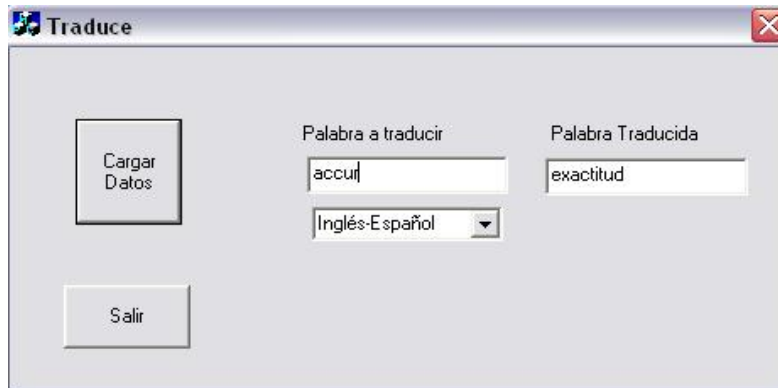 Traduce
Palabra a traducir
Palabra Traducida
Cargar
Datos
accur
exactitud
Inglés-Español
Salir